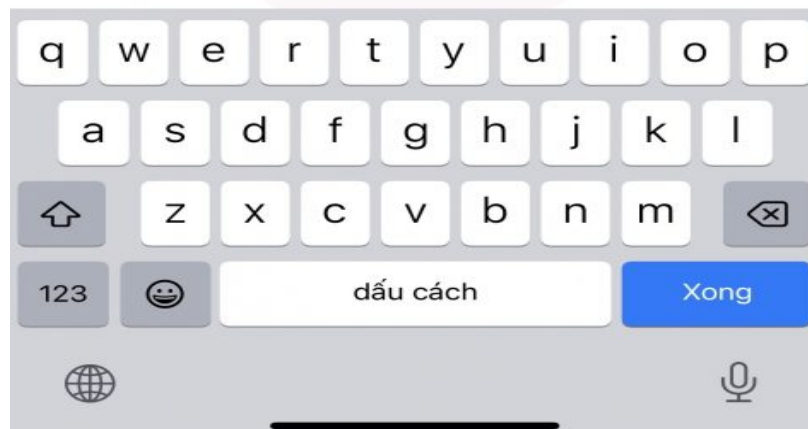 q w e r t y u i o p
a s d f g h j k l
z x c v b n m
123 dấu cách Xong